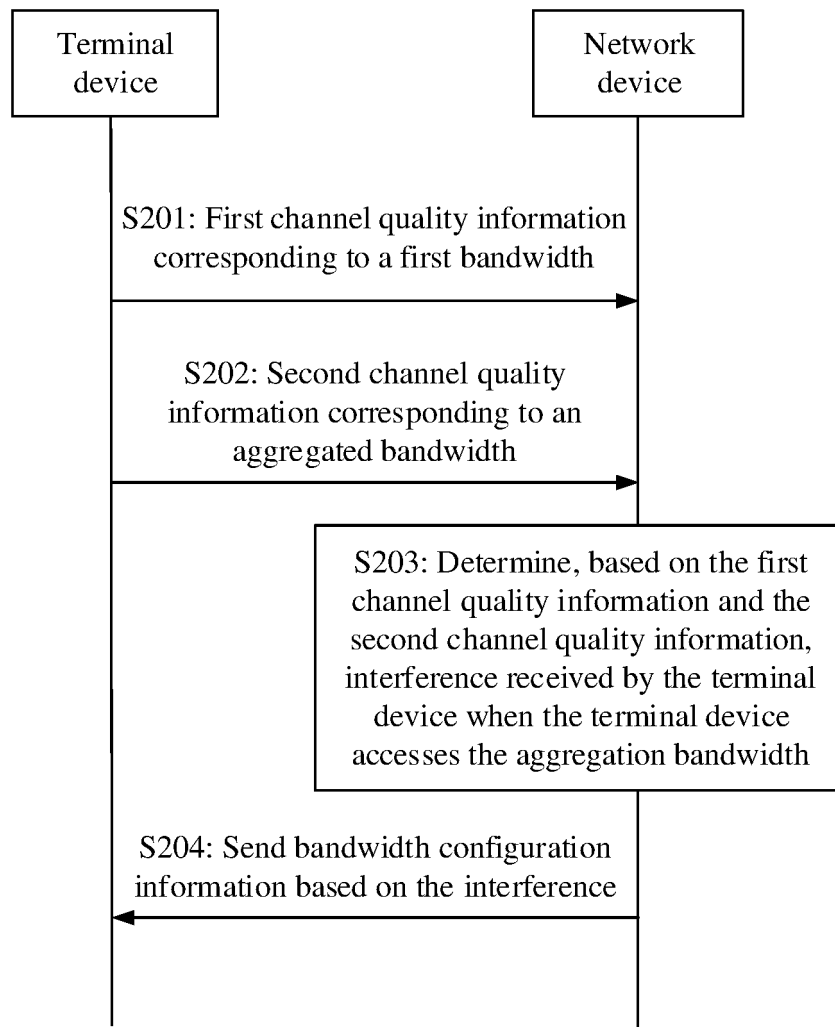 Terminal
device
Network
device
S201: First channel quality information
corresponding to a first bandwidth
S202: Second channel quality
information corresponding to an
aggregated bandwidth
S203: Determine, based on the first
channel quality information and the
second channel quality information,
interference received by the terminal
device when the terminal device
accesses the aggregation bandwidth
S204: Send bandwidth configuration
information based on the interference